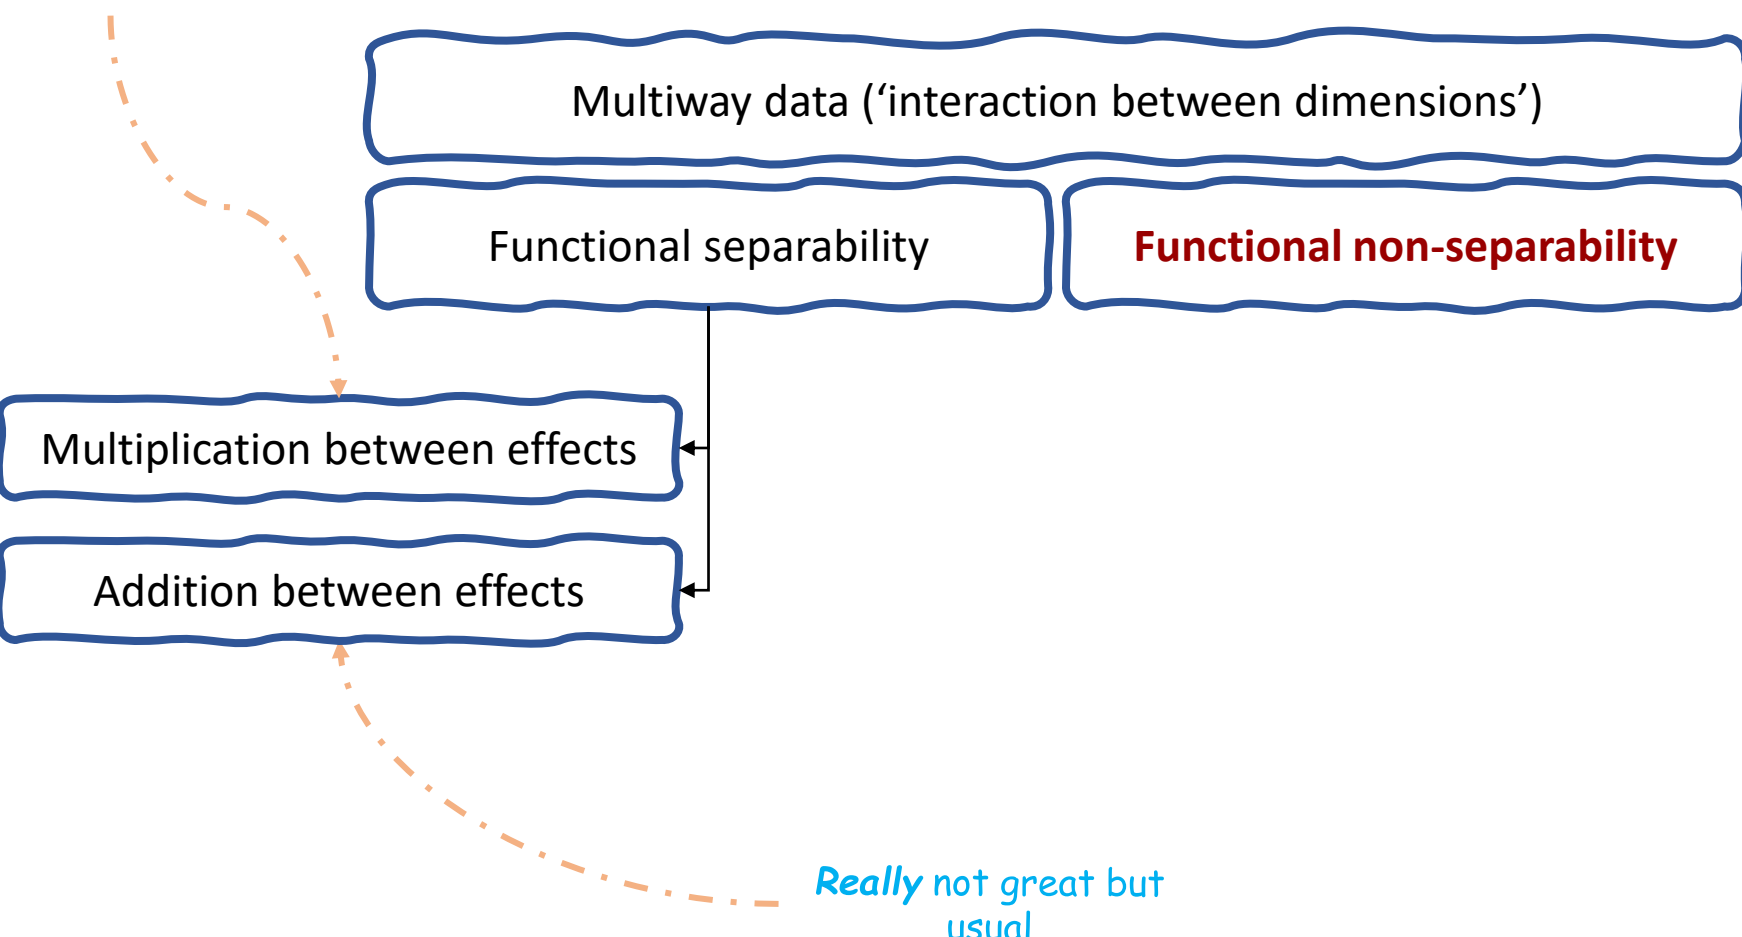 Multiway data (‘interaction between dimensions’)
Functional separability
Functional non-separability
Multiplication between effects
Addition between effects
Really not great but
usual